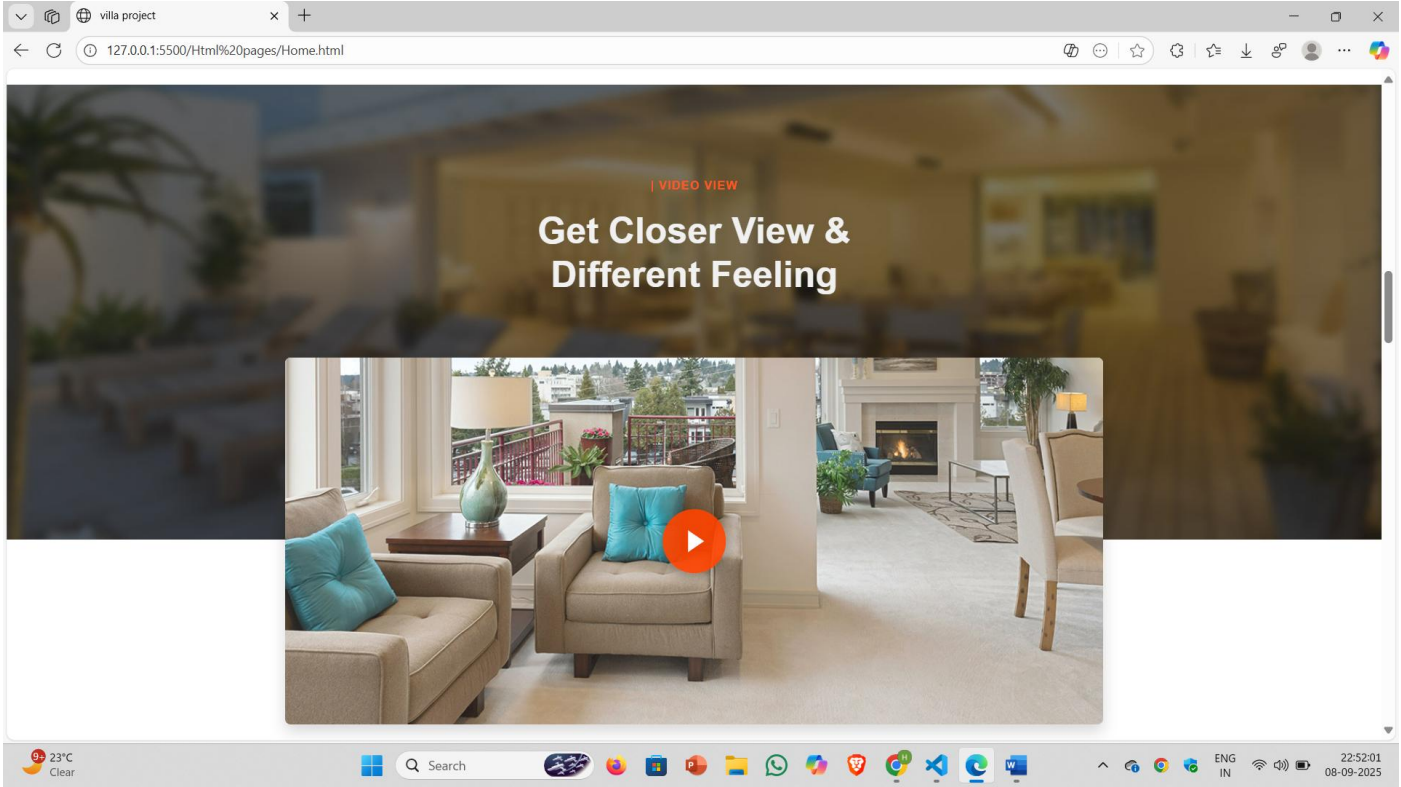 villa project
127.0.0.1:5500/Html%20pages/Home.html
| VIDEO VIEW
Get Closer View &
Different Feeling
9+
23°C
Clear
Search
H
ENG
IN
22:52:01
08-09-2025